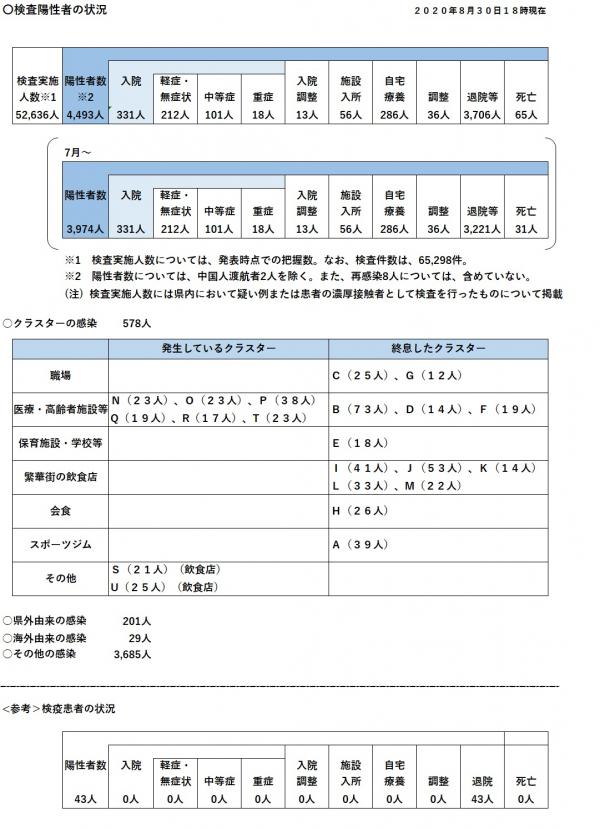 〇検査陽性者の状況
2020年8月30日18時現在
検査実施人数※1 陽性者数※2 入院 軽症・無症状 中等症 重症 入院調整 施設入所 自宅療養 調整 退院等 死亡
52,636人 4,493人 331人 212人 101人 18人 13人 56人 286人 36人 3,706人 65人
7月～
陽性者数 入院 軽症・無症状 中等症 重症 入院調整 施設入所 自宅療養 調整 退院等 死亡
3,974人 331人 212人 101人 18人 13人 56人 286人 36人 3,221人 31人
※1　検査実施人数については、発表時点での把握数。なお、検査件数は、65,298件。
※2　陽性者数については、中国人渡航者2人を除く。また、再感染8人については、含めていない。
（注）検査実施人数には県内において疑い例または患者の濃厚接触者として検査を行ったものについて掲載
○クラスターの感染　578人
発生しているクラスター 終息したクラスター
職場 C（25人）、G（12人）
医療・高齢者施設等 N（23人）、O（23人）、P（38人） B（73人）、D（14人）、F（19人）
Q（19人）、R（17人）、T（23人）
保育施設・学校等 E（18人）
繁華街の飲食店 I（41人）、J（53人）、K（14人）
L（33人）、M（22人）
会食 H（26人）
スポーツジム A（39人）
その他 S（21人）（飲食店）
U（25人）（飲食店）
○県外由来の感染　201人
○海外由来の感染　29人
○その他の感染　3,685人
＜参考＞検疫患者の状況
陽性者数 入院 軽症・無症状 中等症 重症 入院調整 施設入所 自宅療養 調整 退院 死亡
43人 0人 0人 0人 0人 0人 0人 0人 0人 43人 0人